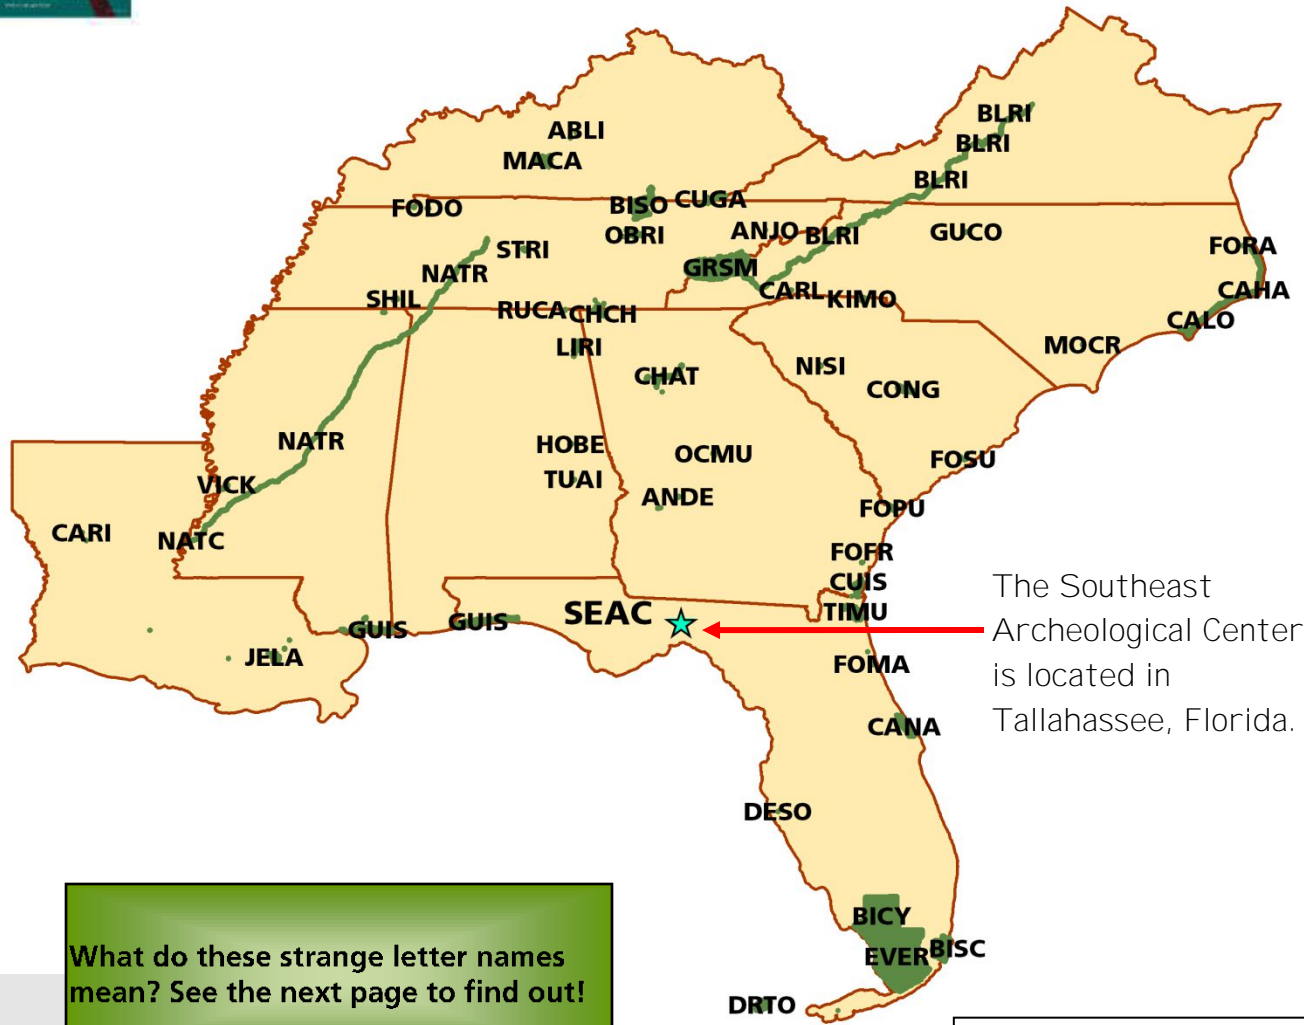 BLRI
ABLI
BLRI
MACA
BLRI
CUGA
BISO
FODO
ANJO
BLRI
GUCO
OBRI
FORA
STRI
GRSM
NATR
CARL
CAHA
SHIL
KIMO
RUCA
CHCH
CALO
LIRI
MOCR
NISI
CHAT
CONG
NATR
HOBE
OCMU
FOSU
TUAI
VICK
ANDE
FOPU
CARI
NATC
FOFR
CUIS
TIMU
SEAC
GUIS
GUIS
JELA
FOMA
CANA
The Southeast
Archeological Center
is located in
Tallahassee, Florida.
DESO
BICY
EVER
BISC
DRTO
What do these strange letter names
mean? See the next page to find out!